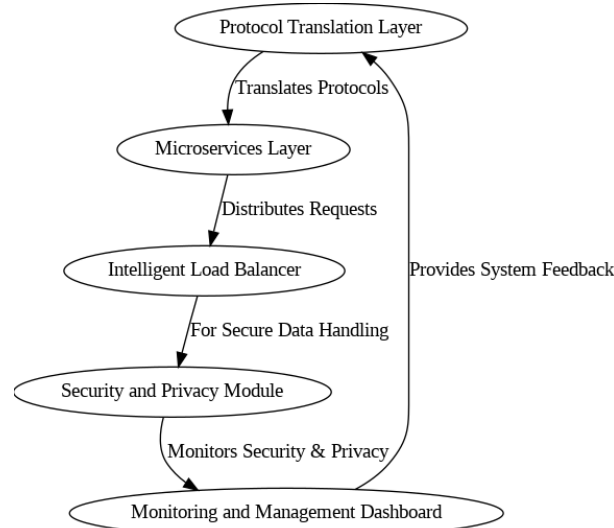 Protocol Translation Layer
Translates Protocols
Microservices Layer
Distributes Requests
Intelligent Load Balancer
Provides System Feedback
For Secure Data Handling
Security and Privacy Module
Monitors Security & Privacy
Monitoring and Management Dashboard